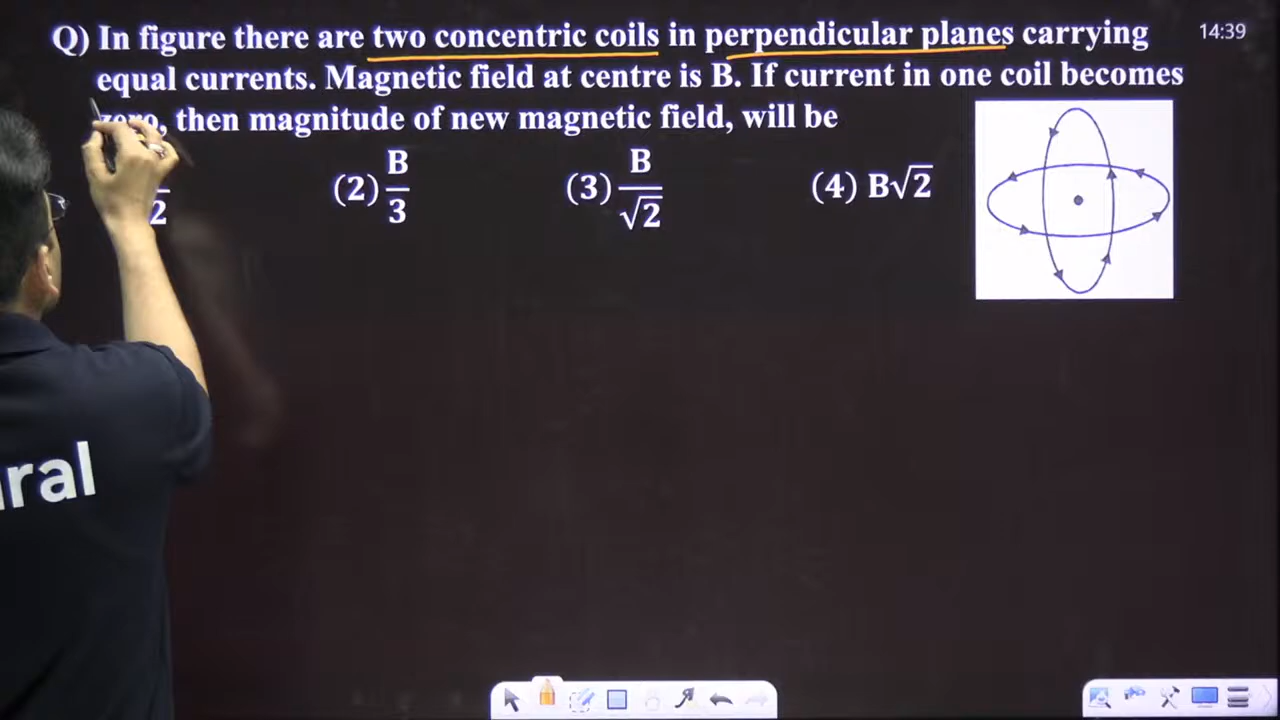 Q) In figure there are two concentric coils in perpendicular planes carrying
equal currents. Magnetic field at centre is B. If current in one coil becomes
zero, then magnitude of new magnetic field, will be
2 (2) B/3 (3) B/√2 (4) B√2
14:39
ral